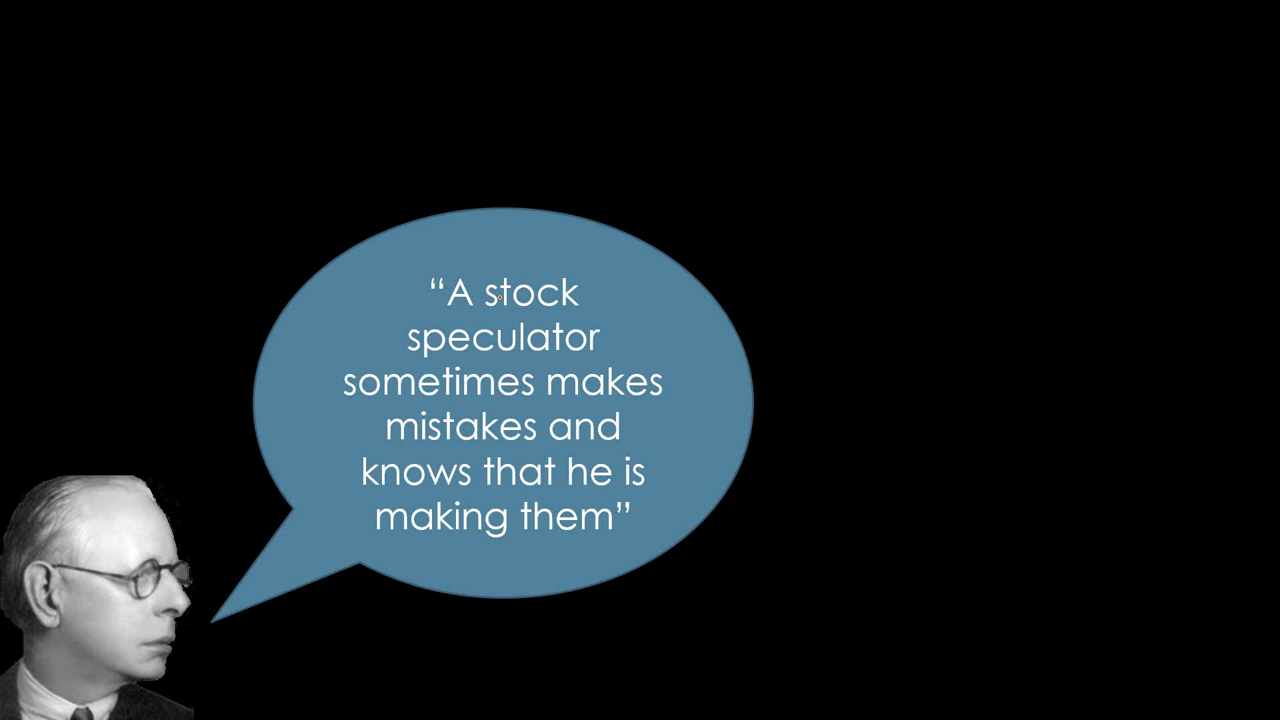 “A stock
speculator
sometimes makes
mistakes and
knows that he is
making them”